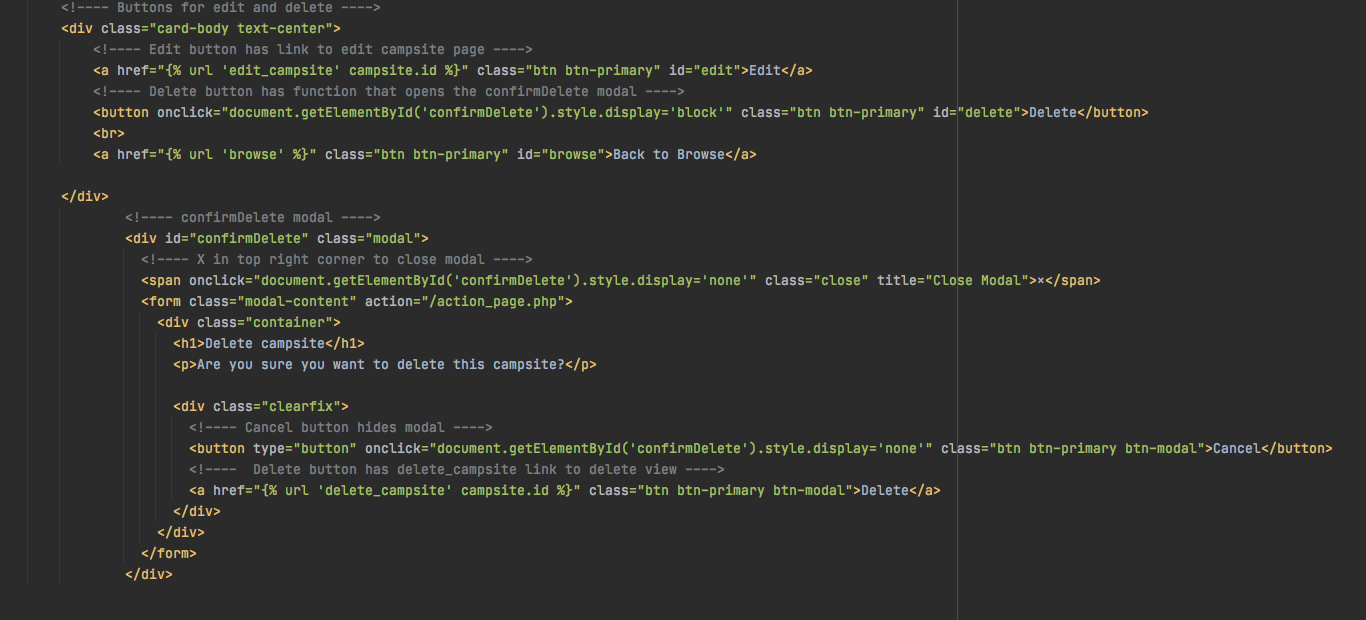 <!---- Buttons for edit and delete ---->
<div class="card-body text-center">
<!---- Edit button has link to edit campsite page ---->
<a href="{% url 'edit_campsite' campsite.id %}" class="btn btn-primary" id="edit">Edit</a>
<!---- Delete button has function that opens the confirmDelete modal ---->
<button onclick="document.getElementById('confirmDelete').style.display='block'" class="btn btn-primary" id="delete">Delete</button>
<br>
<a href="{% url 'browse' %}" class="btn btn-primary" id="browse">Back to Browse</a>
</div>
<!---- confirmDelete modal ---->
<div id="confirmDelete" class="modal">
<!---- X in top right corner to close modal ---->
<span onclick="document.getElementById('confirmDelete').style.display='none'" class="close" title="Close Modal">×</span>
<form class="modal-content" action="/action_page.php">
<div class="container">
<h1>Delete campsite</h1>
<p>Are you sure you want to delete this campsite?</p>
<div class="clearfix">
<!---- Cancel button hides modal ---->
<button type="button" onclick="document.getElementById('confirmDelete').style.display='none'" class="btn btn-primary btn-modal">Cancel</button>
<!----  Delete button has delete_campsite link to delete view ---->
<a href="{% url 'delete_campsite' campsite.id %}" class="btn btn-primary btn-modal">Delete</a>
</div>
</div>
</form>
</div>